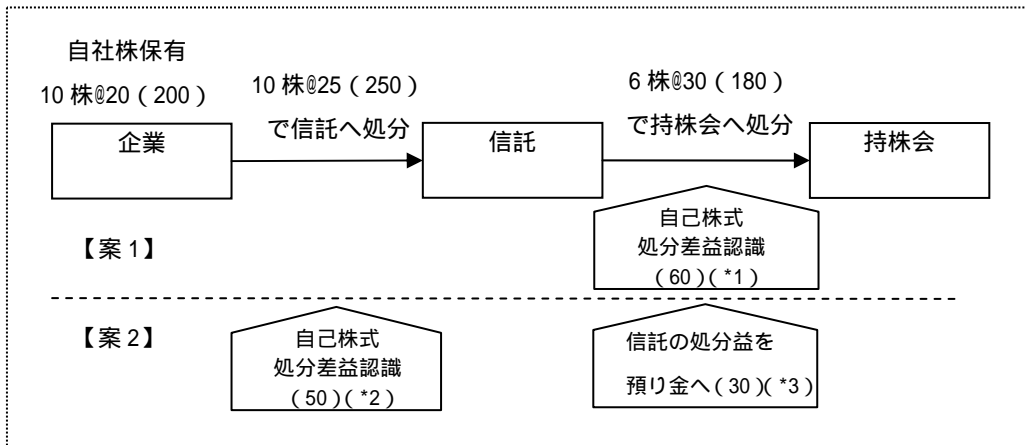 自社株保有
10 株@20（200）
10 株@25（250）
で信託へ処分
6 株@30（180）
で持株会へ処分
企業
信託
持株会
【案 1】
自己株式
処分差益認識
（60）（*1）
【案 2】
自己株式
処分差益認識
（50）（*2）
信託の処分益を
預り金へ（30）（*3）